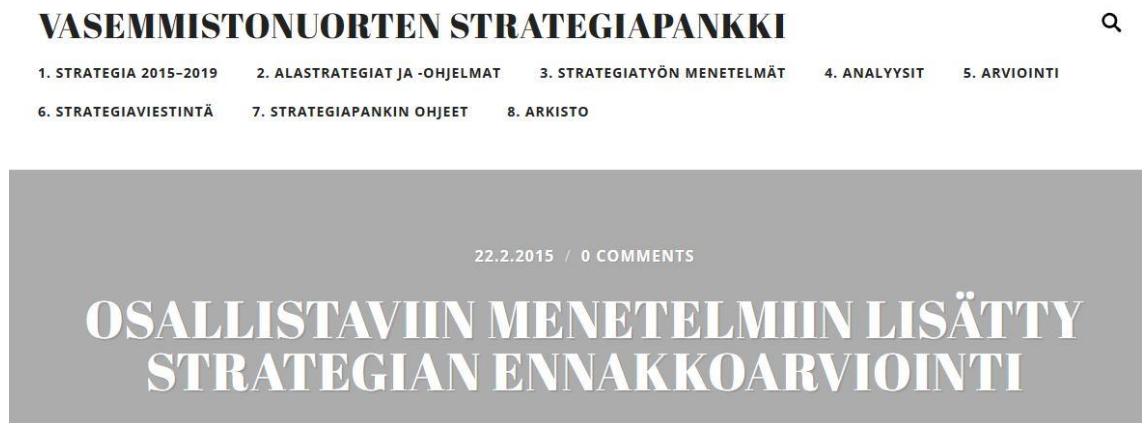 VASEMMISTONUORTEN STRATEGIAPANKKI
1. STRATEGIA 2015–2019 2. ALASTRATEGIAT JA -OHJELMAT 3. STRATEGIATYÖN MENETELMÄT 4. ANALYYSIT 5. ARVIOINTI
6. STRATEGIAVIESTINTÄ 7. STRATEGIAPANKIN OHJEET 8. ARKISTO
22.2.2015 / 0 COMMENTS
OSALLISTAVIIN MENETELMIIN LISÄTTY
STRATEGIAN ENNAKKOARVIOINTI